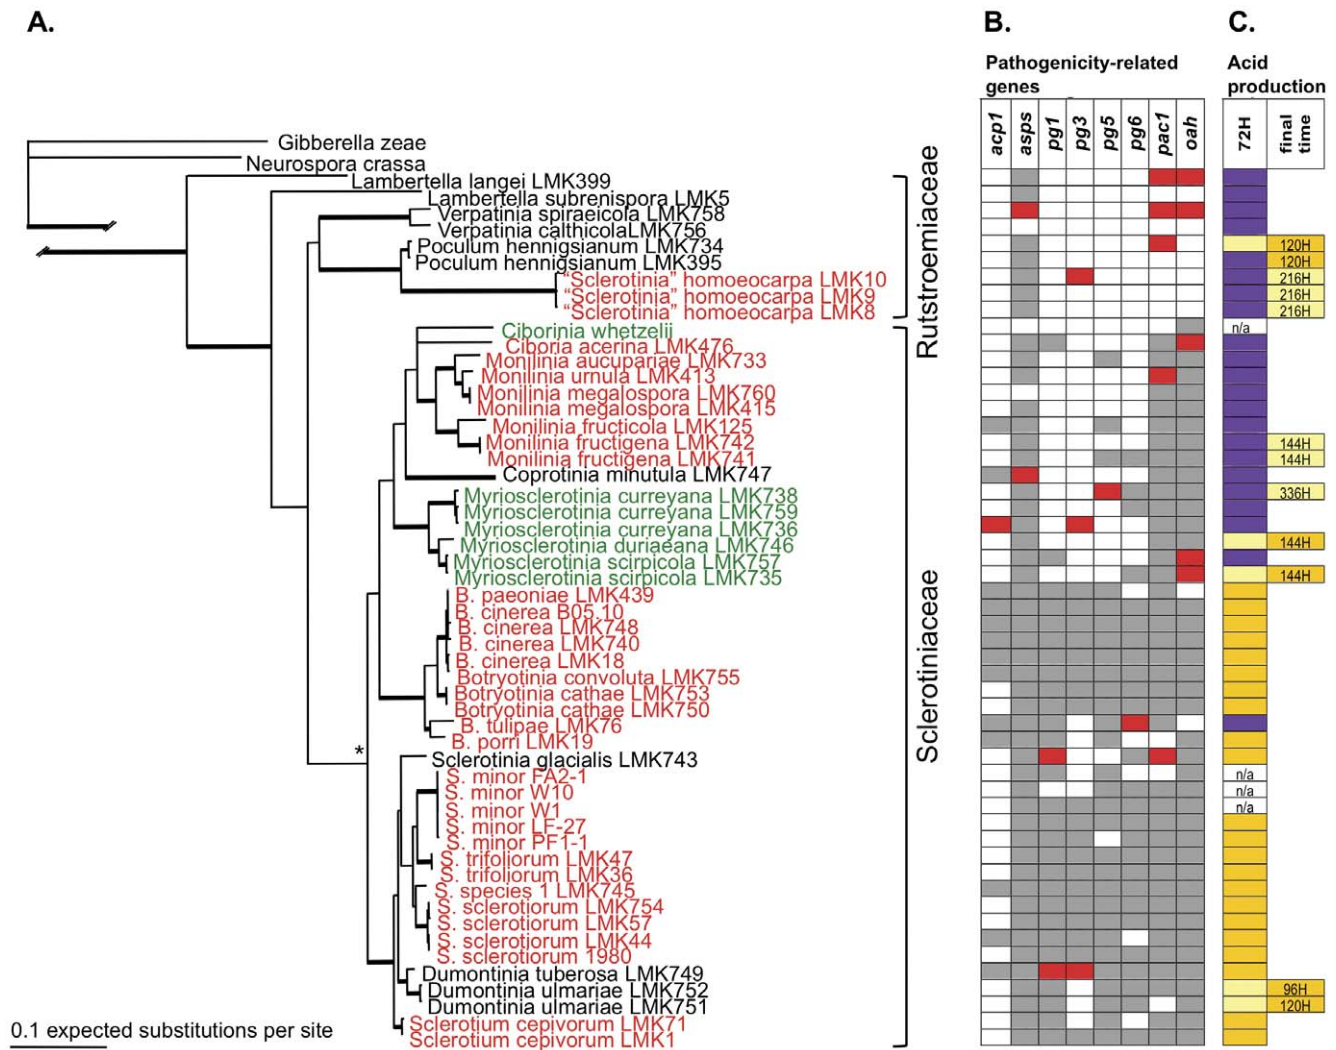 A.
B.
C.
Pathogenicity-related
genes
Acid
production
acp1
asps
pg1
pg3
pg5
pg6
pac1
oah
72H
final
time
Gibberella zeae
Neurospora crassa
Lambertella langei LMK399
Lambertella subrenispora LMK5
Verpatinia spiraeicola LMK758
Verpatinia calthicolaLMK756
Poculum hennigsianum LMK734
Poculum hennigsianum LMK395
“Sclerotinia” homoeocarpa LMK10
“Sclerotinia” homoeocarpa LMK9
“Sclerotinia” homoeocarpa LMK8
Ciborinia whetzelii
Ciboria acerina LMK476
Monilinia aucupariae LMK733
Monilinia urnula LMK413
Monilinia megalospora LMK760
Monilinia megalospora LMK415
Monilinia fructicola LMK125
Monilinia fructigena LMK742
Monilinia fructigena LMK741
Coprotinia minutula LMK747
Myriosclerotinia curreyana LMK738
Myriosclerotinia curreyana LMK759
Myriosclerotinia curreyana LMK736
Myriosclerotinia duriaeana LMK746
Myriosclerotinia scirpicola LMK757
Myriosclerotinia scirpicola LMK735
B. paeoniae LMK439
B. cinerea B05.10
B. cinerea LMK748
B. cinerea LMK740
B. cinerea LMK18
Botryotinia convoluta LMK755
Botryotinia cathae LMK753
Botryotinia cathae LMK750
B. tulipae LMK76
B. porri LMK19
*
Sclerotinia glacialis LMK743
S. minor FA2-1
S. minor W10
S. minor W1
S. minor LF-27
S. minor PF1-1
S. trifoliorum LMK47
S. trifoliorum LMK36
S. species 1 LMK745
S. sclerotiorum LMK754
S. sclerotiorum LMK57
S. sclerotiorum LMK44
S. sclerotiorum 1980
Dumontinia tuberosa LMK749
Dumontinia ulmariae LMK752
Dumontinia ulmariae LMK751
Sclerotium cepivorum LMK71
Sclerotium cepivorum LMK1
0.1 expected substitutions per site
Rutstroemiaceae
Sclerotiniaceae
120H
120H
216H
216H
216H
n/a
144H
144H
336H
144H
144H
n/a
n/a
n/a
96H
120H